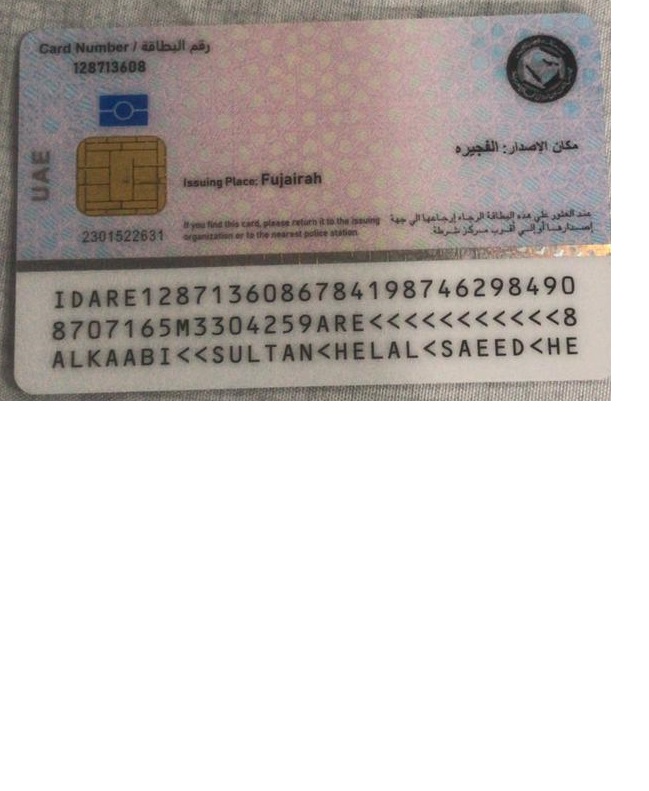 Card Number / رقم البطاقة
128713608
UAE
مكان الإصدار: الفجيره
Issuing Place: Fujairah
If you find this card, please return it to the issuing
organization or to the nearest police station.
عند العثور على هذه البطاقة الرجاء إرجاعها الى جهة
إصدارها أو إلى أقرب مركز شرطة
2301522631
IDARE1287136086784198746298490
8707165M3304259ARE<<<<<<<<<<<8
ALKAABI<<SULTAN<HELAL<SAEED<HE